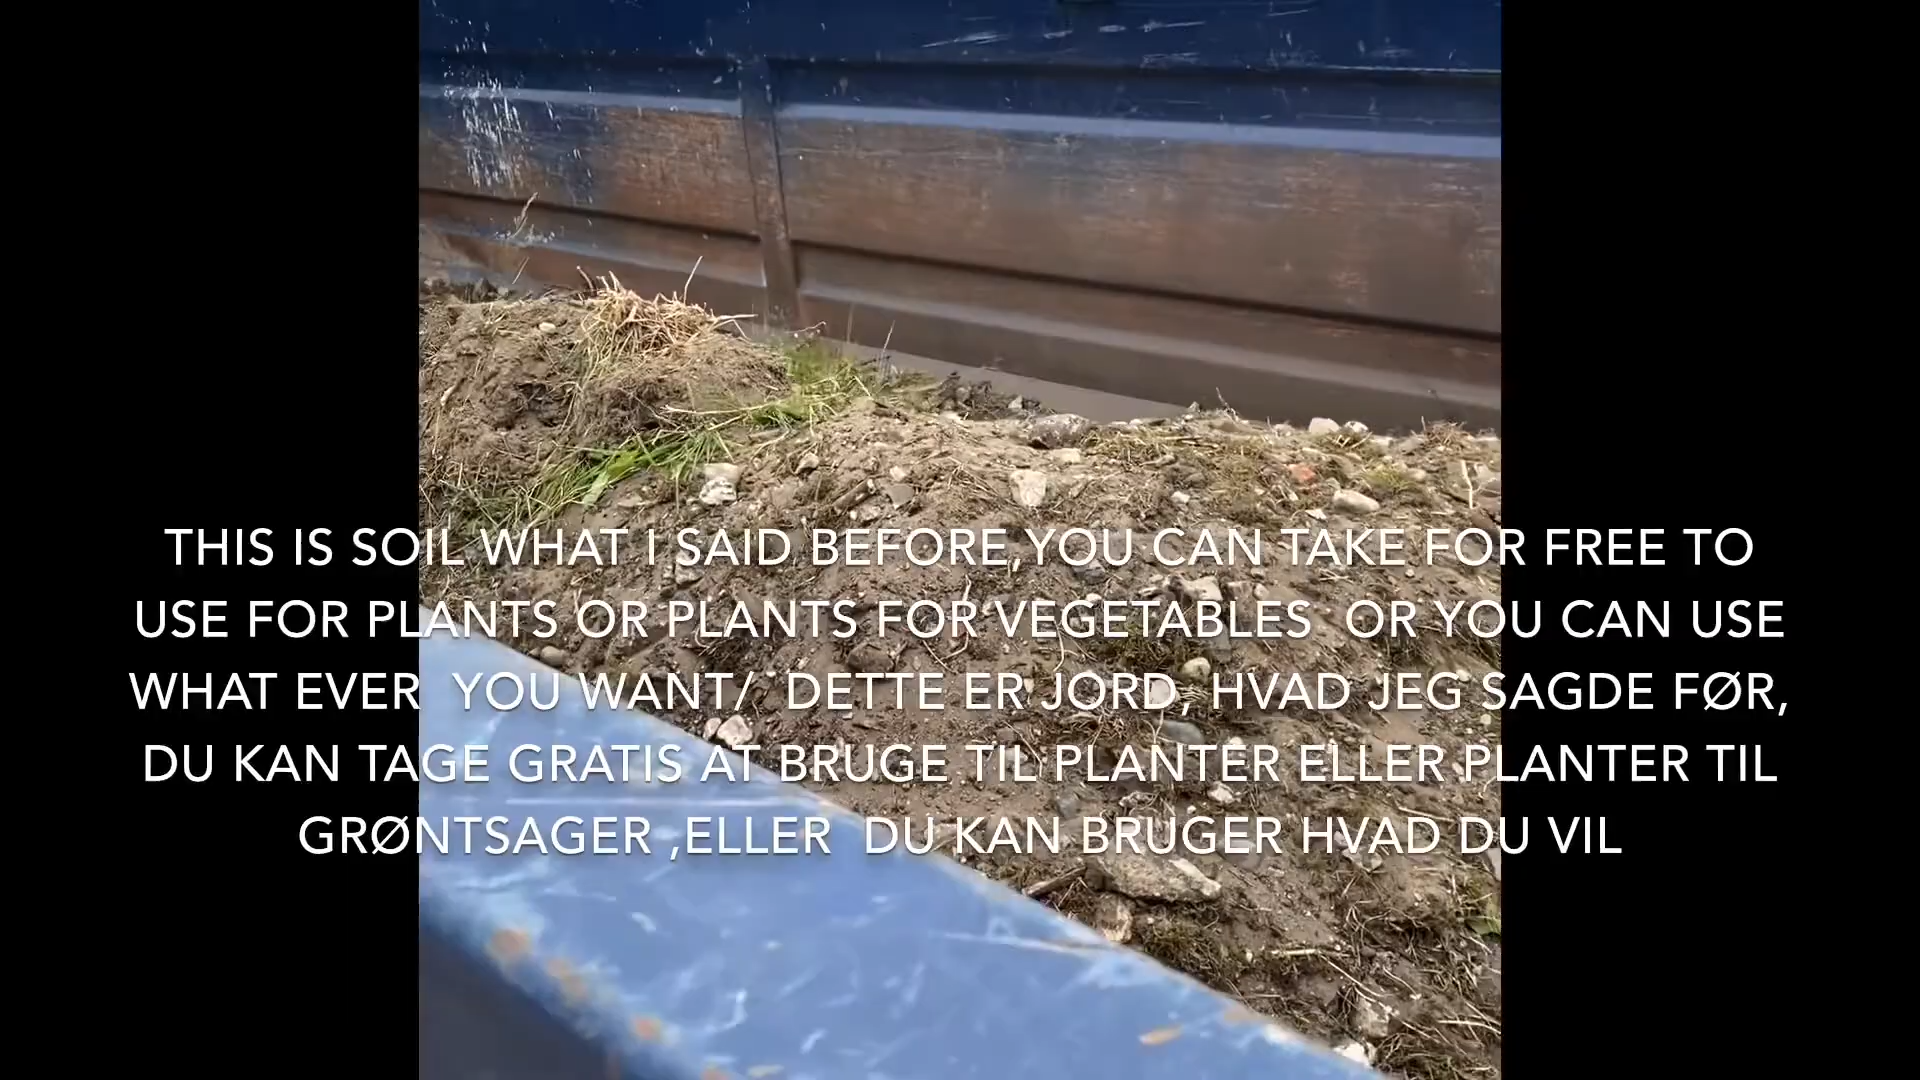 THIS IS SOIL WHAT I SAID BEFORE,YOU CAN TAKE FOR FREE TO
USE FOR PLANTS OR PLANTS FOR VEGETABLES  OR YOU CAN USE
WHAT EVER  YOU WANT/  DETTE ER JORD, HVAD JEG SAGDE FØR,
DU KAN TAGE GRATIS AT BRUGE TIL PLANTER ELLER PLANTER TIL
GRØNTSAGER ,ELLER  DU KAN BRUGER HVAD DU VIL